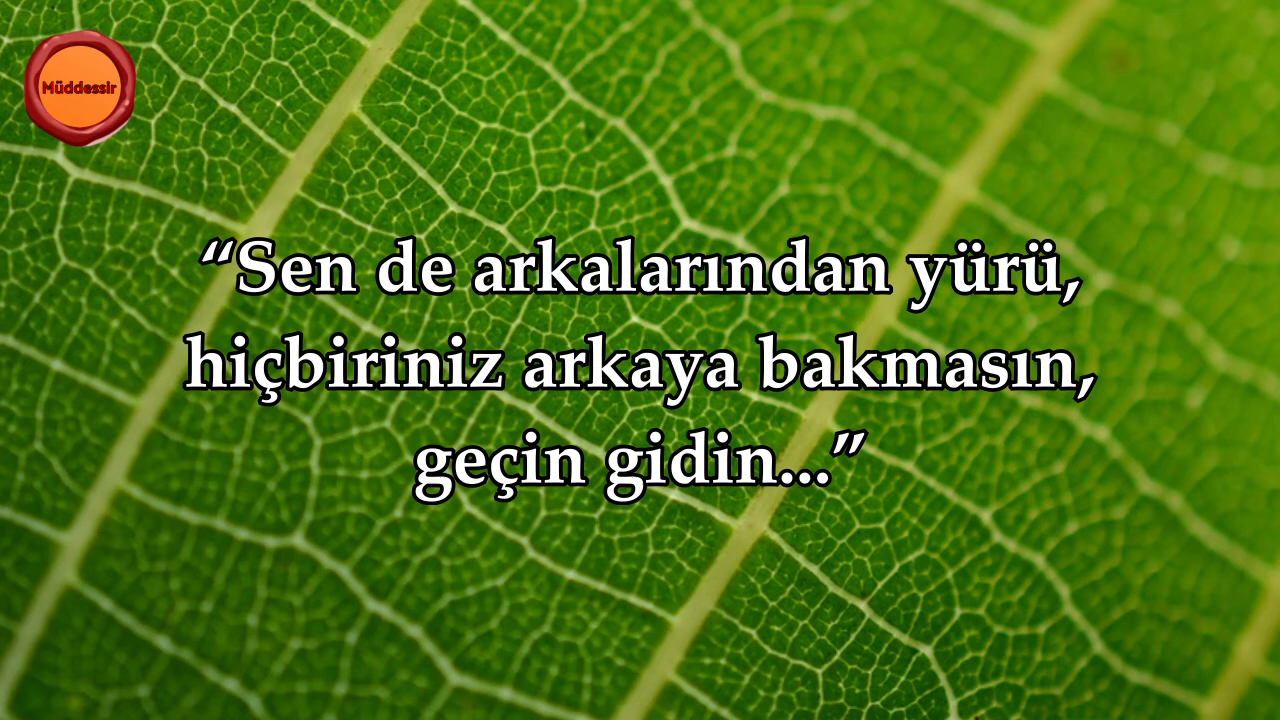 Müddessir
“Sen de arkalarından yürü,
hiçbiriniz arkaya bakmasın,
geçin gidin...”